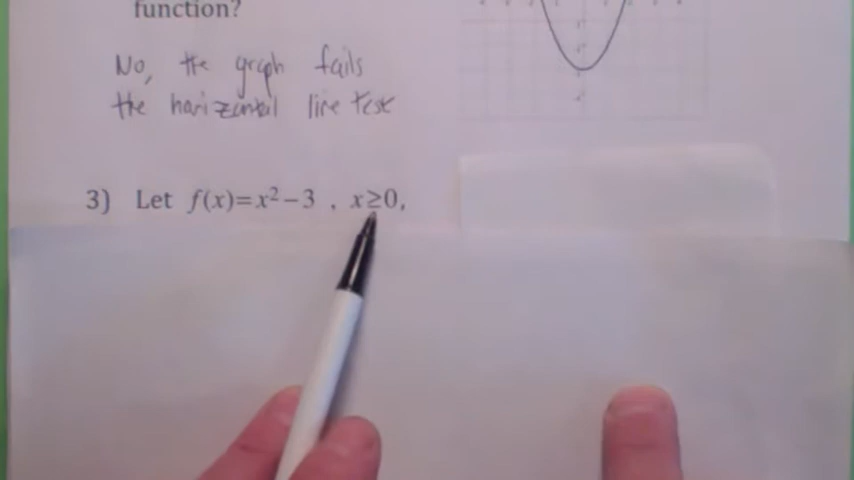 function?
No, the graph fails
the horizontal line test
3) Let f(x)=x²−3 , x≥0,